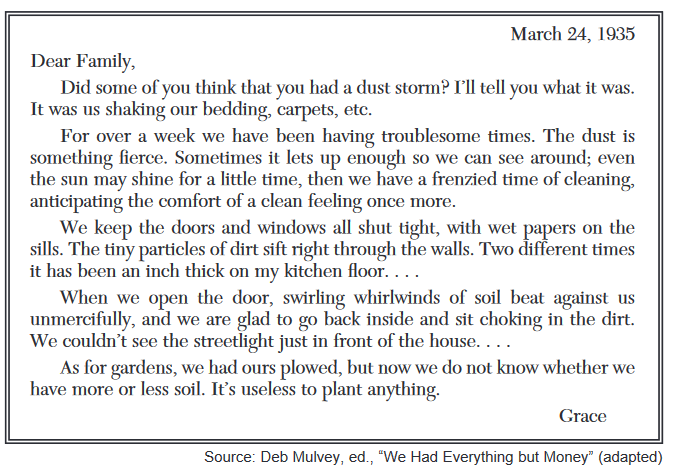 March 24, 1935
Dear Family,
Did some of you think that you had a dust storm? I’ll tell you what it was.
It was us shaking our bedding, carpets, etc.
For over a week we have been having troublesome times. The dust is
something fierce. Sometimes it lets up enough so we can see around; even
the sun may shine for a little time, then we have a frenzied time of cleaning,
anticipating the comfort of a clean feeling once more.
We keep the doors and windows all shut tight, with wet papers on the
sills. The tiny particles of dirt sift right through the walls. Two different times
it has been an inch thick on my kitchen floor. . . .
When we open the door, swirling whirlwinds of soil beat against us
unmercifully, and we are glad to go back inside and sit choking in the dirt.
We couldn’t see the streetlight just in front of the house. . . .
As for gardens, we had ours plowed, but now we do not know whether we
have more or less soil. It’s useless to plant anything.
Grace
Source: Deb Mulvey, ed., “We Had Everything but Money” (adapted)